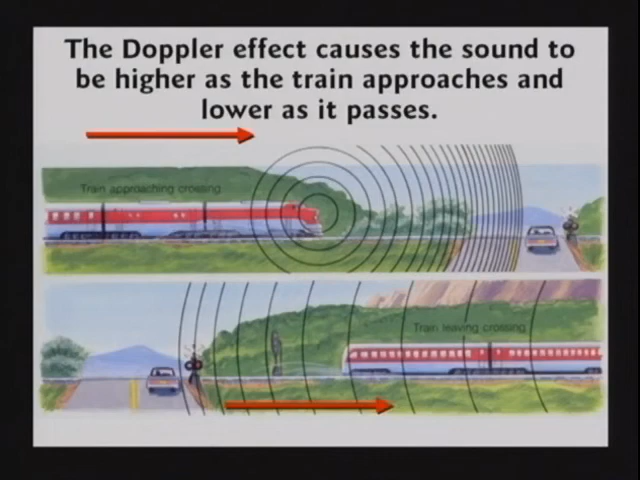 The Doppler effect causes the sound to
be higher as the train approaches and
lower as it passes.
Train approaching crossing
Train leaving crossing